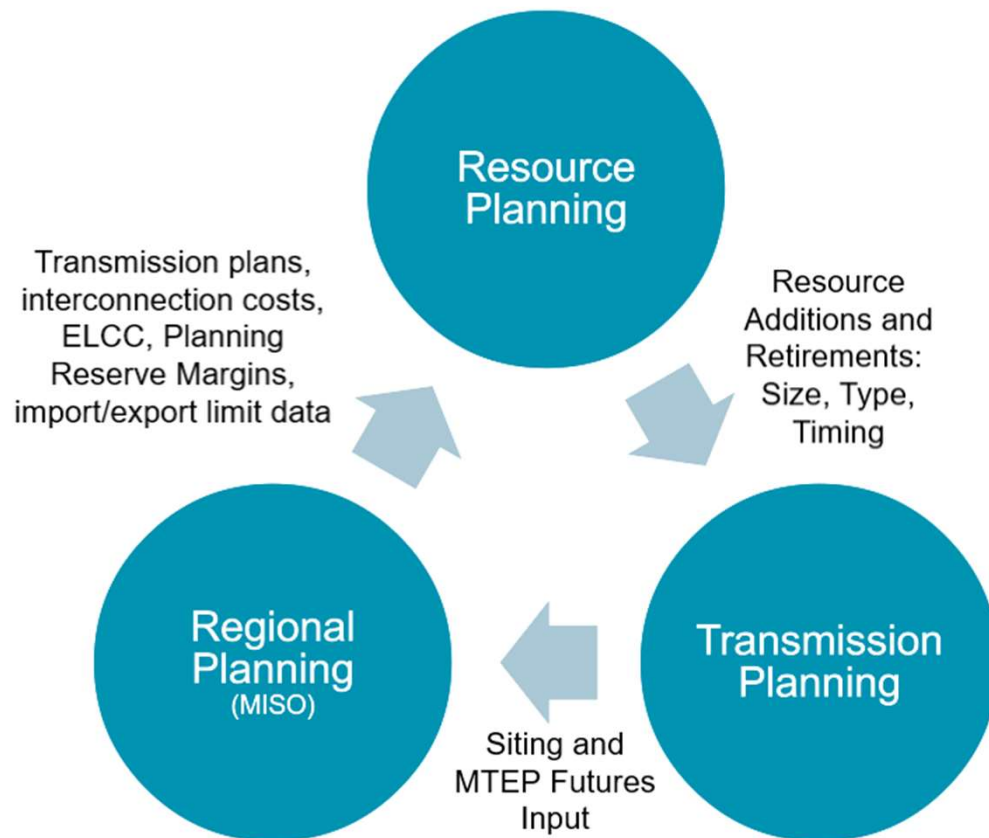 Resource
Planning
Transmission plans,
interconnection costs,
ELCC, Planning
Reserve Margins,
import/export limit data
Resource
Additions and
Retirements:
Size, Type,
Timing
Regional
Planning
(MISO)
Transmission
Planning
Siting and
MTEP Futures
Input